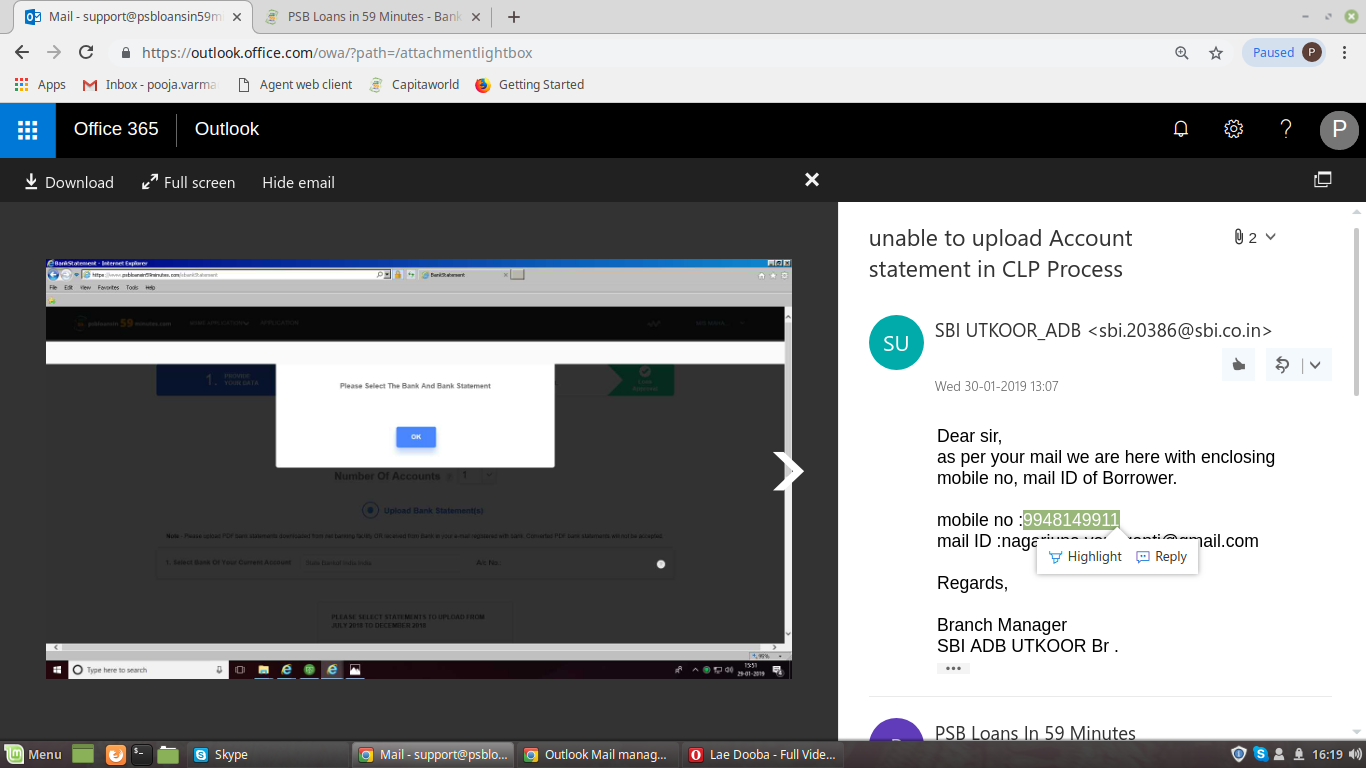 Mail - support@psbloansin59m
PSB Loans in 59 Minutes - Bank
https://outlook.office.com/owa/?path=/attachmentlightbox
Paused
P
Apps
Inbox - pooja.varma
Agent web client
Capitaworld
Getting Started
Office 365
Outlook
P
Download
Full screen
Hide email
BankStatement - Internet Explorer
BankStatement
File Edit View Favorites Tools Help
psbloansin 59 minutes.com
APPLICATION
1. PROVIDE
YOUR DATA
Please Select The Bank And Bank Statement
OK
Number Of Accounts
1
Upload Bank Statement(s)
1. Select Bank Of Your Current Account
PLEASE SELECT STATEMENTS TO UPLOAD FROM
JULY 2018 TO DECEMBER 2018
95%
Type here to search
15:51
29-01-2019
unable to upload Account
statement in CLP Process
2
SU
SBI UTKOOR_ADB <sbi.20386@sbi.co.in>
Wed 30-01-2019 13:07
Dear sir,
as per your mail we are here with enclosing
mobile no, mail ID of Borrower.
mobile no :9948149911
mail ID
Highlight
Reply
Regards,
Branch Manager
SBI ADB UTKOOR Br .
PSB Loans In 59 Minutes
Menu
Skype
Mail - support@psblo...
Outlook Mail manag...
Lae Dooba - Full Vide...
16:19